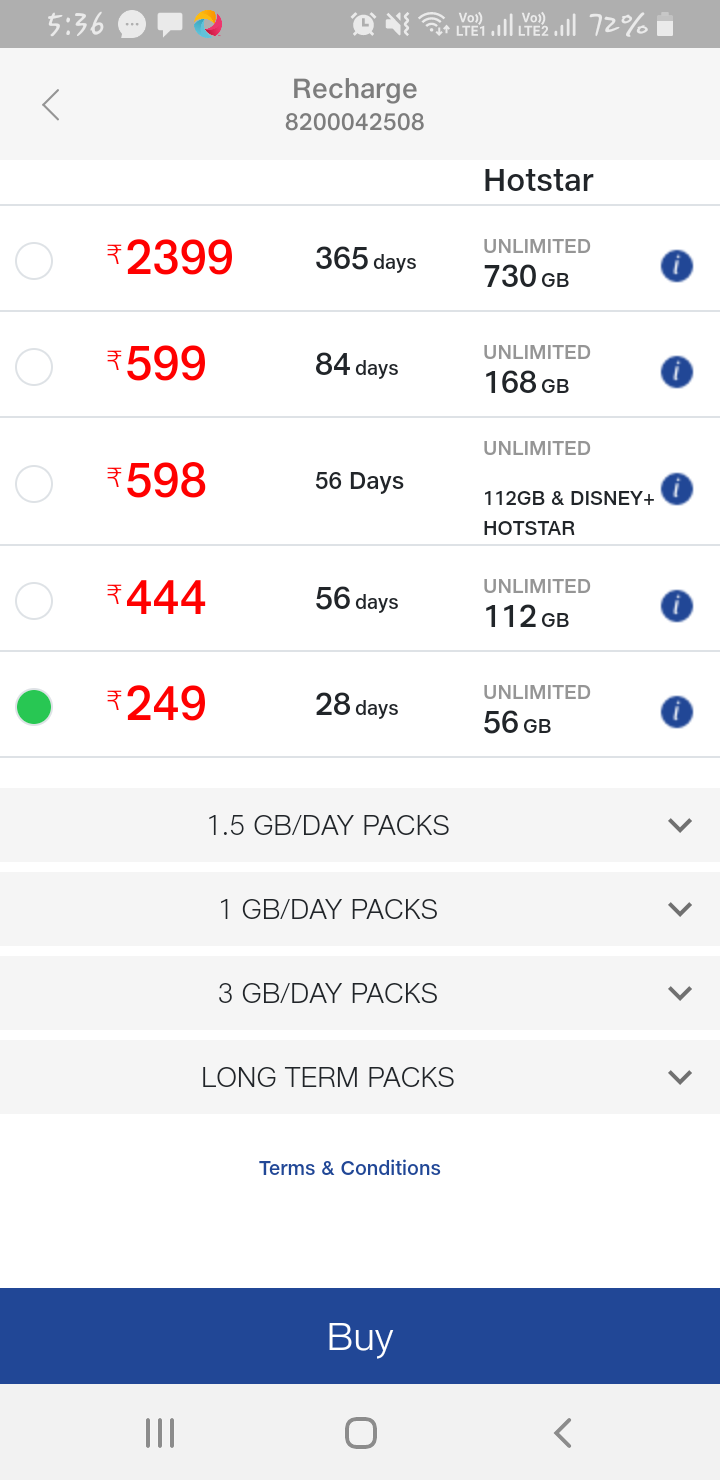 5:36 Vo)) LTE1 Vo)) LTE2 72%
Recharge
8200042508
Hotstar
₹2399 365 days UNLIMITED
730 GB
₹599 84 days UNLIMITED
168 GB
₹598 56 Days UNLIMITED
112GB & DISNEY+
HOTSTAR
₹444 56 days UNLIMITED
112 GB
₹249 28 days UNLIMITED
56 GB
1.5 GB/DAY PACKS
1 GB/DAY PACKS
3 GB/DAY PACKS
LONG TERM PACKS
Terms & Conditions
Buy